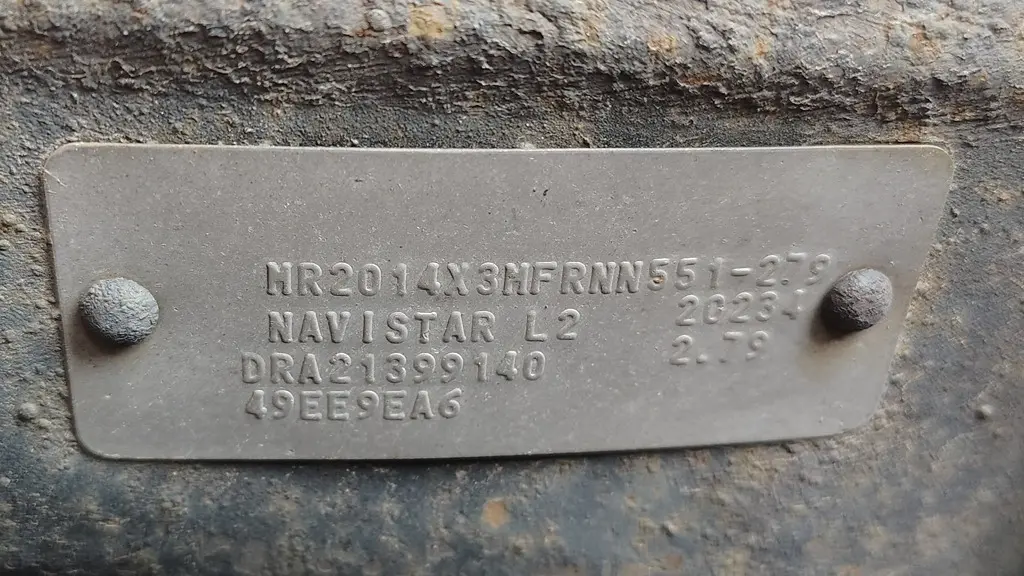 MR2014X3MFRNN551-279
NAVISTAR L2 20234
DRA21399140 2.79
49EE9EA6